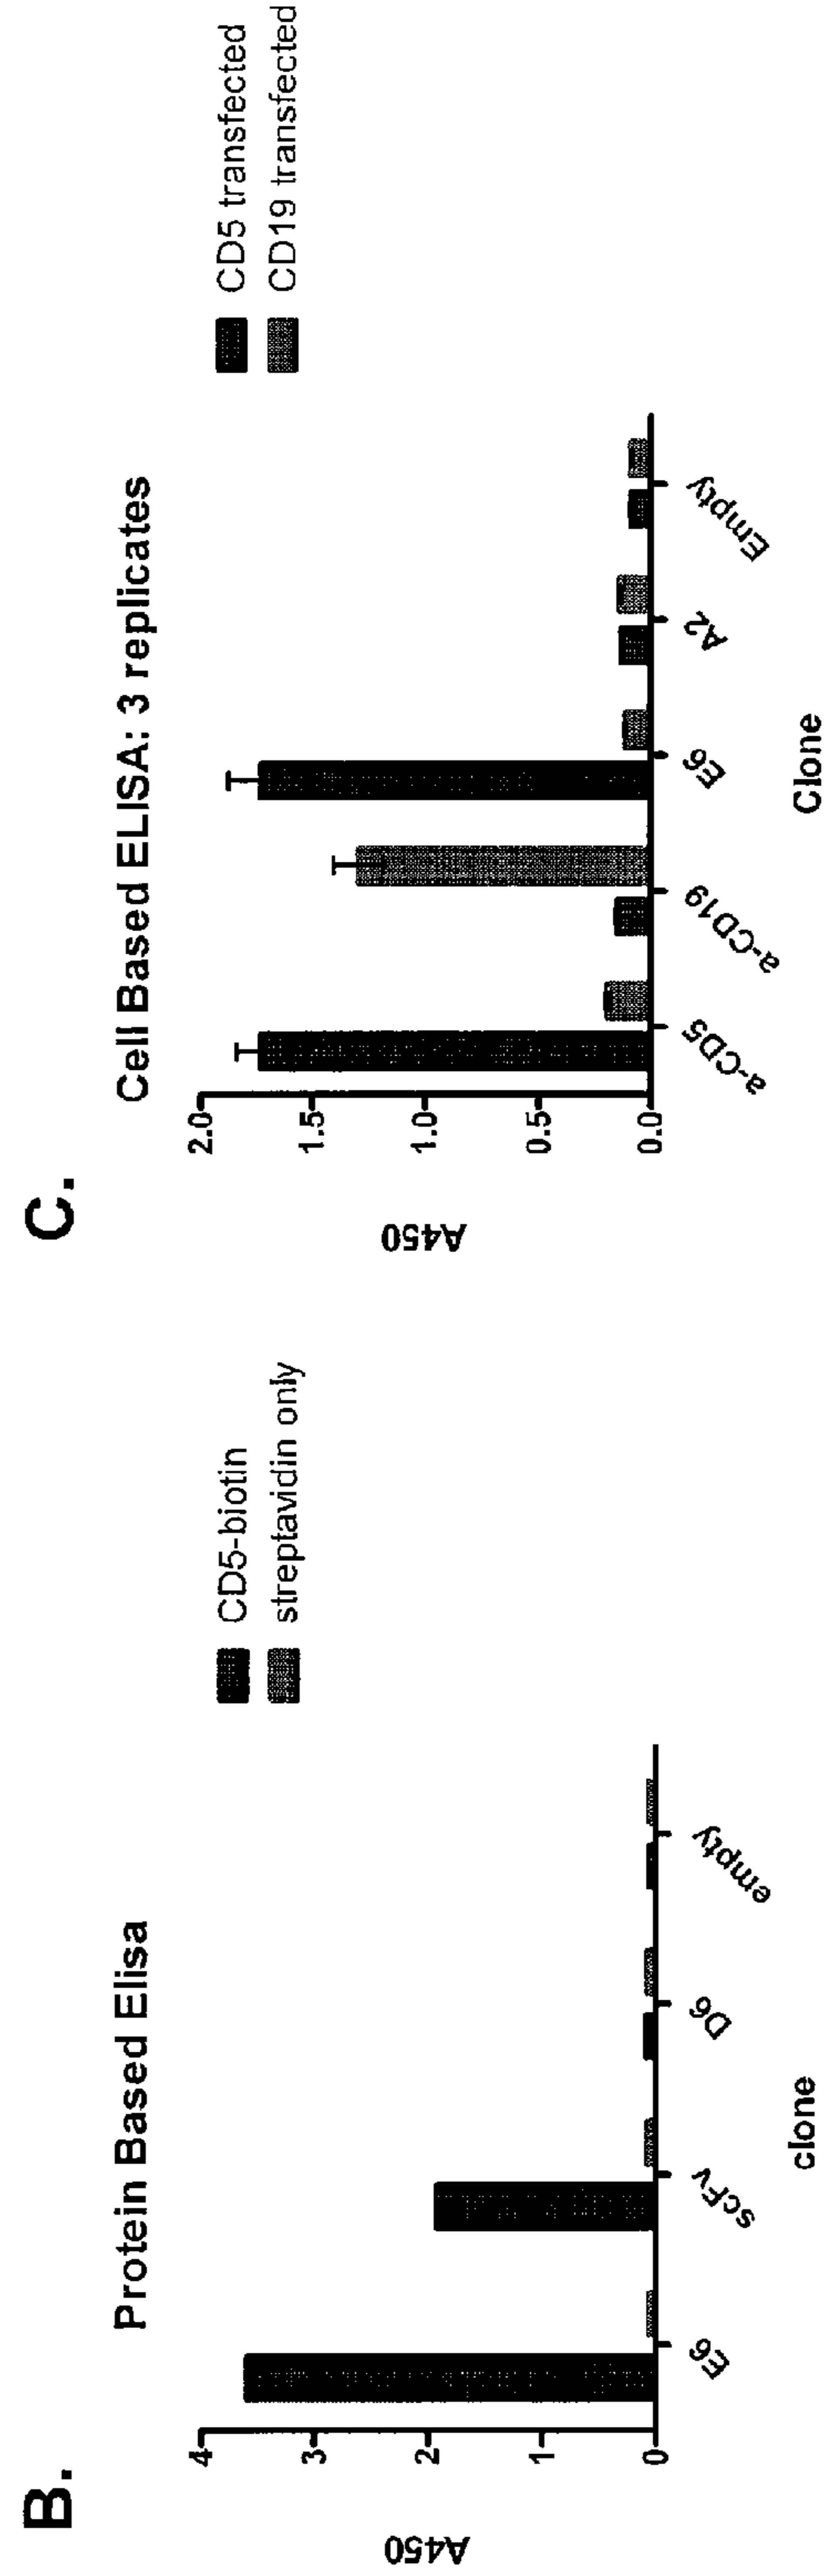 B.
Protein Based Elisa
CD5-biotin
streptavidin only
A450
4
3
2
1
0
E6
scFv
D6
empty
clone
C.
Cell Based ELISA: 3 replicates
CD5 transfected
CD19 transfected
A450
2.0
1.5
1.0
0.5
0.0
a-CD5
a-CD19
E6
A2
Empty
Clone